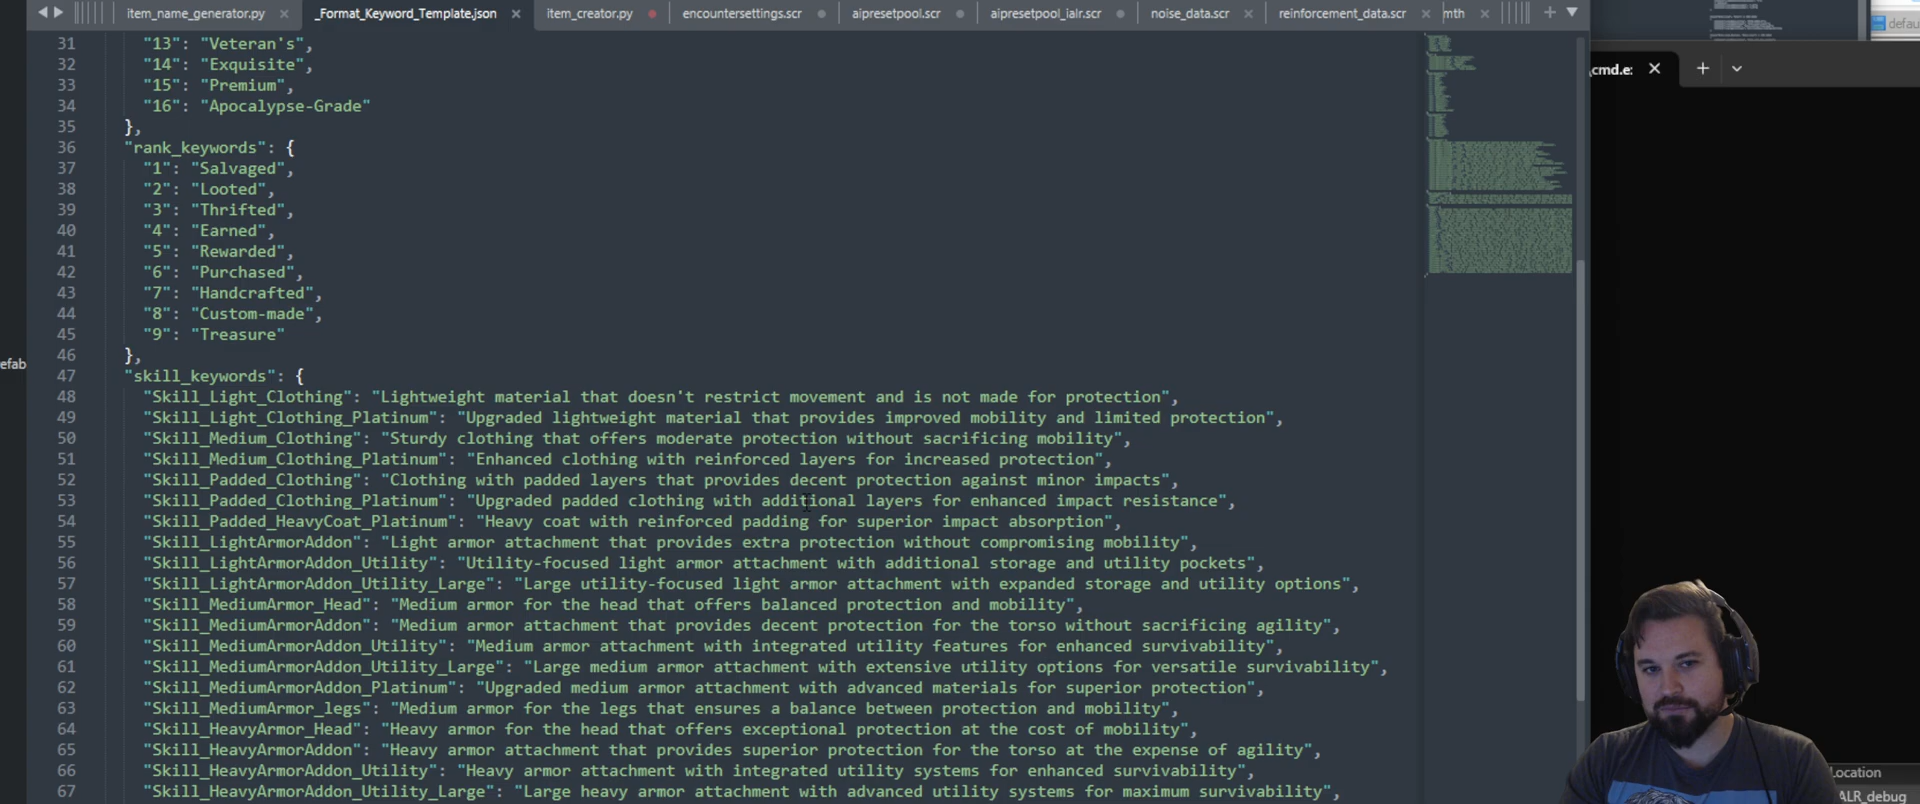 item_name_generator.py
_Format_Keyword_Template.json
item_creator.py
encountersettings.scr
aipresetpool.scr
aipresetpool_ialr.scr
noise_data.scr
reinforcement_data.scr
mth
defau
cmd.e:
31 "13": "Veteran's",
32 "14": "Exquisite",
33 "15": "Premium",
34 "16": "Apocalypse-Grade"
35 },
36 "rank_keywords": {
37 "1": "Salvaged",
38 "2": "Looted",
39 "3": "Thrifted",
40 "4": "Earned",
41 "5": "Rewarded",
42 "6": "Purchased",
43 "7": "Handcrafted",
44 "8": "Custom-made",
45 "9": "Treasure"
46 },
efab
47 "skill_keywords": {
48 "Skill_Light_Clothing": "Lightweight material that doesn't restrict movement and is not made for protection",
49 "Skill_Light_Clothing_Platinum": "Upgraded lightweight material that provides improved mobility and limited protection",
50 "Skill_Medium_Clothing": "Sturdy clothing that offers moderate protection without sacrificing mobility",
51 "Skill_Medium_Clothing_Platinum": "Enhanced clothing with reinforced layers for increased protection",
52 "Skill_Padded_Clothing": "Clothing with padded layers that provides decent protection against minor impacts",
53 "Skill_Padded_Clothing_Platinum": "Upgraded padded clothing with additional layers for enhanced impact resistance",
54 "Skill_Padded_HeavyCoat_Platinum": "Heavy coat with reinforced padding for superior impact absorption",
55 "Skill_LightArmorAddon": "Light armor attachment that provides extra protection without compromising mobility",
56 "Skill_LightArmorAddon_Utility": "Utility-focused light armor attachment with additional storage and utility pockets",
57 "Skill_LightArmorAddon_Utility_Large": "Large utility-focused light armor attachment with expanded storage and utility options",
58 "Skill_MediumArmor_Head": "Medium armor for the head that offers balanced protection and mobility",
59 "Skill_MediumArmorAddon": "Medium armor attachment that provides decent protection for the torso without sacrificing agility",
60 "Skill_MediumArmorAddon_Utility": "Medium armor attachment with integrated utility features for enhanced survivability",
61 "Skill_MediumArmorAddon_Utility_Large": "Large medium armor attachment with extensive utility options for versatile survivability",
62 "Skill_MediumArmorAddon_Platinum": "Upgraded medium armor attachment with advanced materials for superior protection",
63 "Skill_MediumArmor_legs": "Medium armor for the legs that ensures a balance between protection and mobility",
64 "Skill_HeavyArmor_Head": "Heavy armor for the head that offers exceptional protection at the cost of mobility",
65 "Skill_HeavyArmorAddon": "Heavy armor attachment that provides superior protection for the torso at the expense of agility",
66 "Skill_HeavyArmorAddon_Utility": "Heavy armor attachment with integrated utility systems for enhanced survivability",
67 "Skill_HeavyArmorAddon_Utility_Large": "Large heavy armor attachment with advanced utility systems for maximum survivability",
Location
ALR_debug